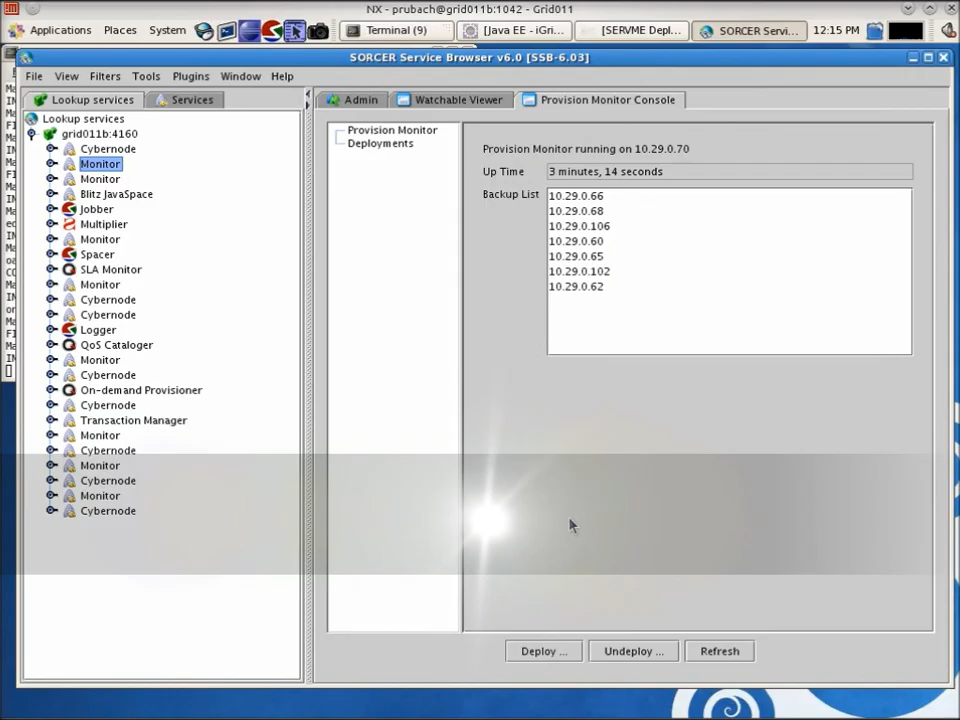 NX - prubach@grid011b:1042 - Grid011
Applications Places System Terminal (9) [Java EE - iGri... [SERVME Depl... SORCER Servi... 12:15 PM
SORCER Service Browser v6.0 [SSB-6.03]
File View Filters Tools Plugins Window Help
Lookup services Services
Admin Watchable Viewer Provision Monitor Console
Lookup services
grid011b:4160
Cybernode
Monitor
Monitor
Blitz JavaSpace
Jobber
Multiplier
Monitor
Spacer
SLA Monitor
Monitor
Cybernode
Cybernode
Logger
QoS Cataloger
Monitor
Cybernode
On-demand Provisioner
Cybernode
Transaction Manager
Monitor
Cybernode
Monitor
Cybernode
Monitor
Cybernode
Provision Monitor
Deployments
Provision Monitor running on 10.29.0.70
Up Time 3 minutes, 14 seconds
Backup List
10.29.0.66
10.29.0.68
10.29.0.106
10.29.0.60
10.29.0.65
10.29.0.102
10.29.0.62
Deploy ... Undeploy ... Refresh